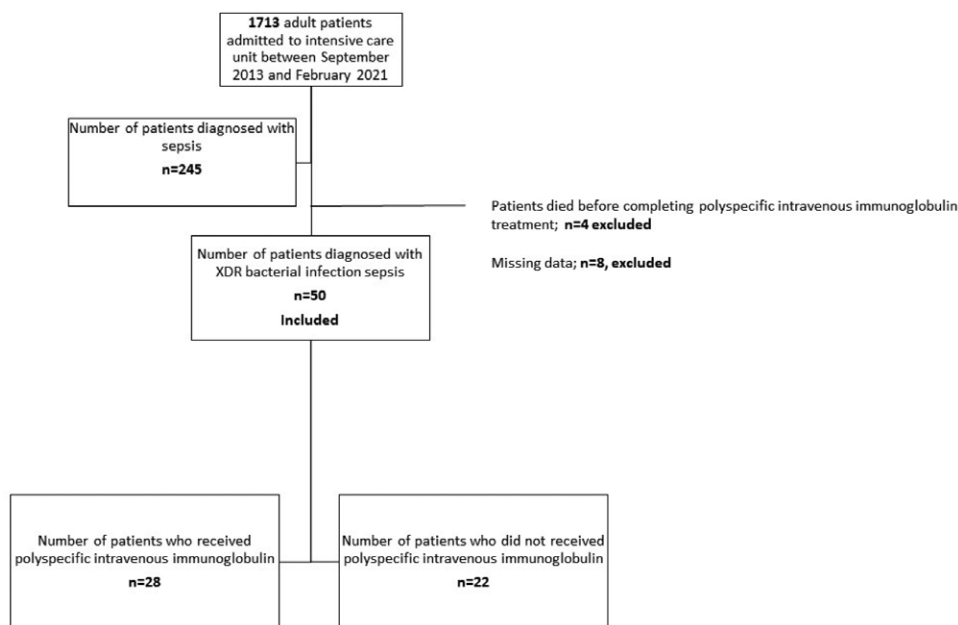 1713 adult patients
admitted to intensive care
unit between September
2013 and February 2021
Number of patients diagnosed with
sepsis
n=245
Patients died before completing polyspecific intravenous immunoglobulin
treatment; n=4 excluded
Missing data; n=8, excluded
Number of patients diagnosed with
XDR bacterial infection sepsis
n=50
Included
Number of patients who received
polyspecific intravenous immunoglobulin
n=28
Number of patients who did not received
polyspecific intravenous immunoglobulin
n=22